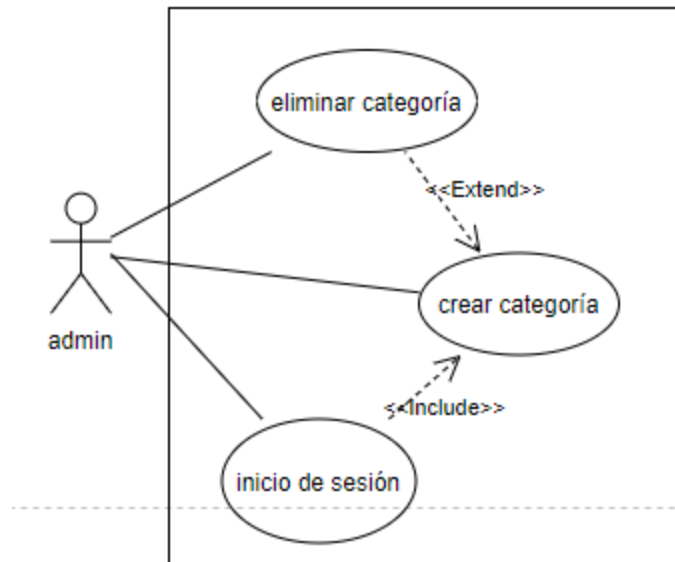 eliminar categoría
<<Extend>>
crear categoría
admin
<<Include>>
inicio de sesión